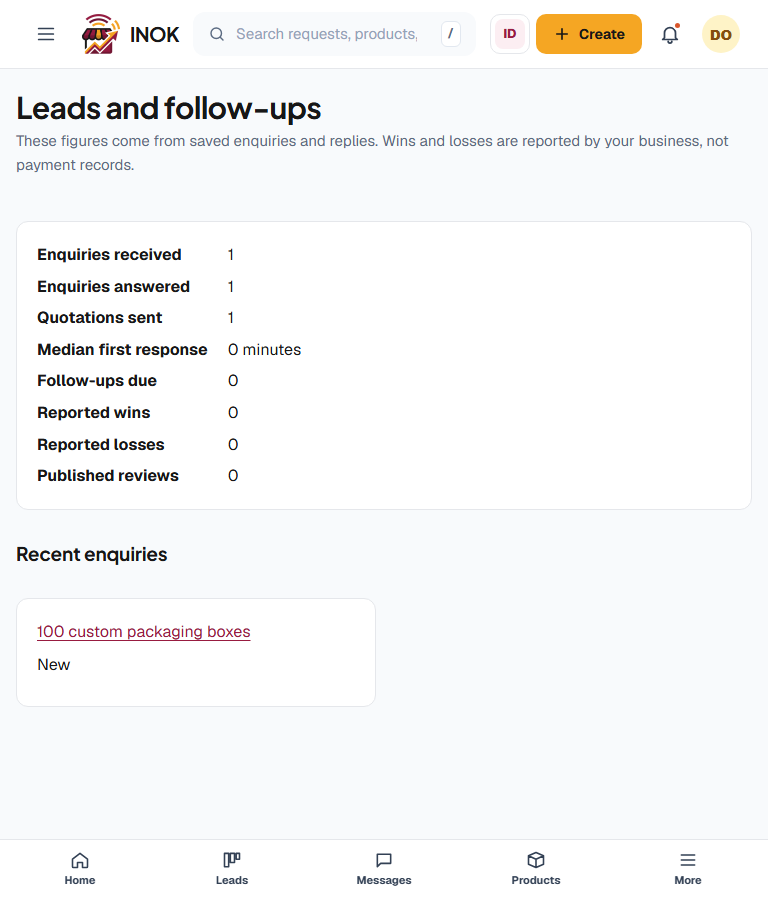 INOK
Search requests, products,
/
ID
+ Create
DO
Leads and follow-ups
These figures come from saved enquiries and replies. Wins and losses are reported by your business, not
payment records.
Enquiries received 1
Enquiries answered 1
Quotations sent 1
Median first response 0 minutes
Follow-ups due 0
Reported wins 0
Reported losses 0
Published reviews 0
Recent enquiries
100 custom packaging boxes
New
Home
Leads
Messages
Products
More